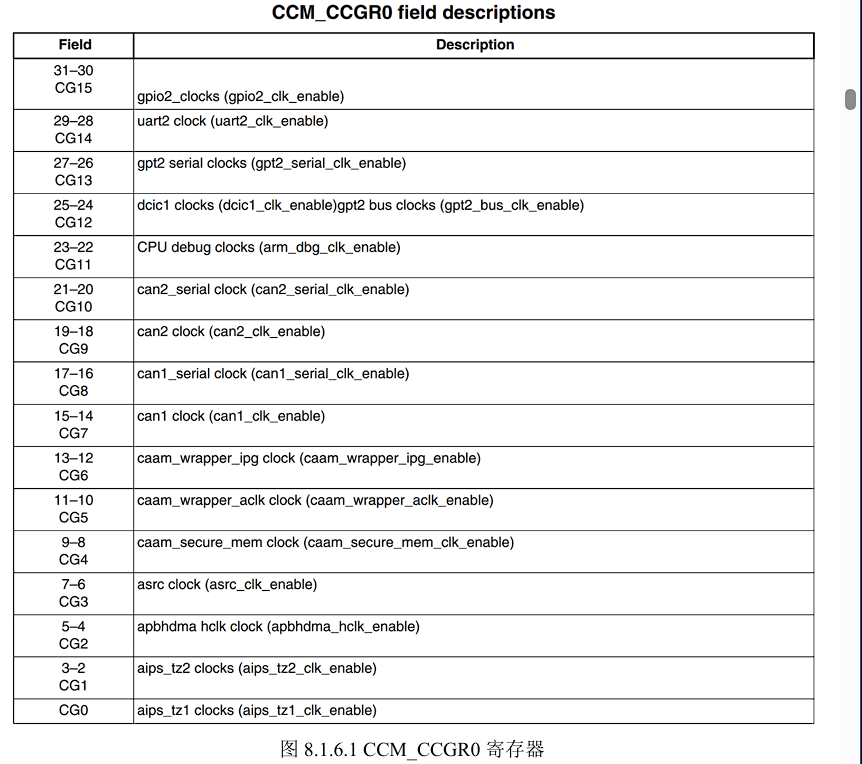 CCM_CCGR0 field descriptions
Field Description
31–30
CG15
gpio2_clocks (gpio2_clk_enable)
29–28
CG14
uart2 clock (uart2_clk_enable)
27–26
CG13
gpt2 serial clocks (gpt2_serial_clk_enable)
25–24
CG12
dcic1 clocks (dcic1_clk_enable)gpt2 bus clocks (gpt2_bus_clk_enable)
23–22
CG11
CPU debug clocks (arm_dbg_clk_enable)
21–20
CG10
can2_serial clock (can2_serial_clk_enable)
19–18
CG9
can2 clock (can2_clk_enable)
17–16
CG8
can1_serial clock (can1_serial_clk_enable)
15–14
CG7
can1 clock (can1_clk_enable)
13–12
CG6
caam_wrapper_ipg clock (caam_wrapper_ipg_enable)
11–10
CG5
caam_wrapper_aclk clock (caam_wrapper_aclk_enable)
9–8
CG4
caam_secure_mem clock (caam_secure_mem_clk_enable)
7–6
CG3
asrc clock (asrc_clk_enable)
5–4
CG2
apbhdma hclk clock (apbhdma_hclk_enable)
3–2
CG1
aips_tz2 clocks (aips_tz2_clk_enable)
CG0
aips_tz1 clocks (aips_tz1_clk_enable)
图 8.1.6.1 CCM_CCGR0 寄存器